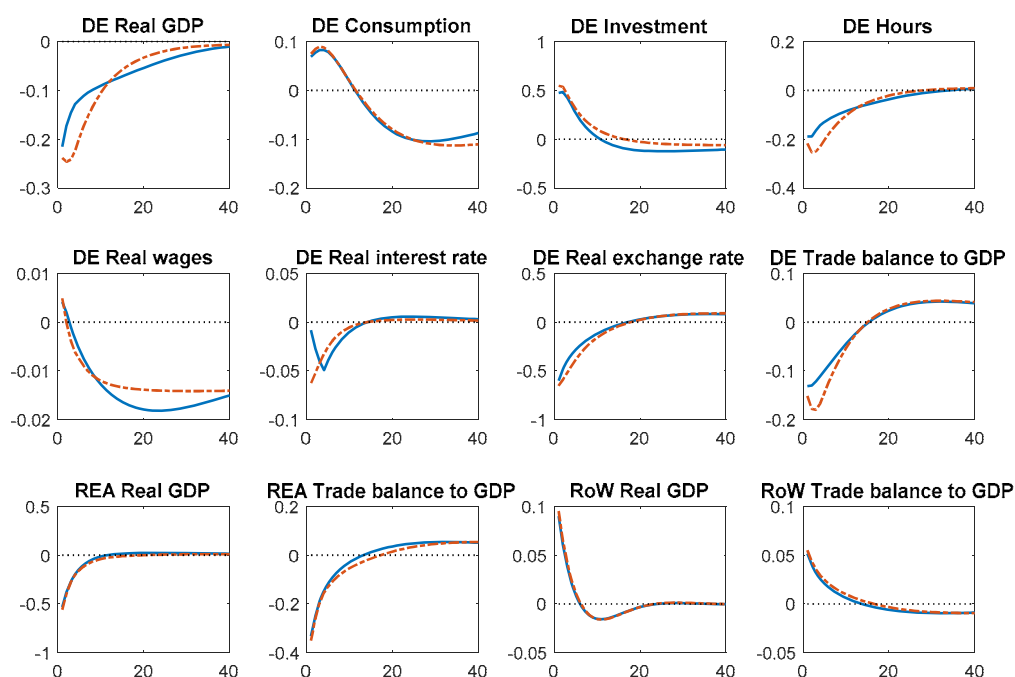 DE Real GDP
0
-0.1
-0.2
-0.3
0 20 40
DE Consumption
0.1
0
-0.1
-0.2
0 20 40
DE Investment
1
0.5
0
-0.5
0 20 40
DE Hours
0.2
0
-0.2
-0.4
0 20 40
DE Real wages
0.01
0
-0.01
-0.02
0 20 40
DE Real interest rate
0.05
0
-0.05
-0.1
0 20 40
DE Real exchange rate
0.5
0
-0.5
-1
0 20 40
DE Trade balance to GDP
0.1
0
-0.1
-0.2
0 20 40
REA Real GDP
0.5
0
-0.5
-1
0 20 40
REA Trade balance to GDP
0.2
0
-0.2
-0.4
0 20 40
RoW Real GDP
0.1
0.05
0
-0.05
0 20 40
RoW Trade balance to GDP
0.1
0.05
0
-0.05
0 20 40